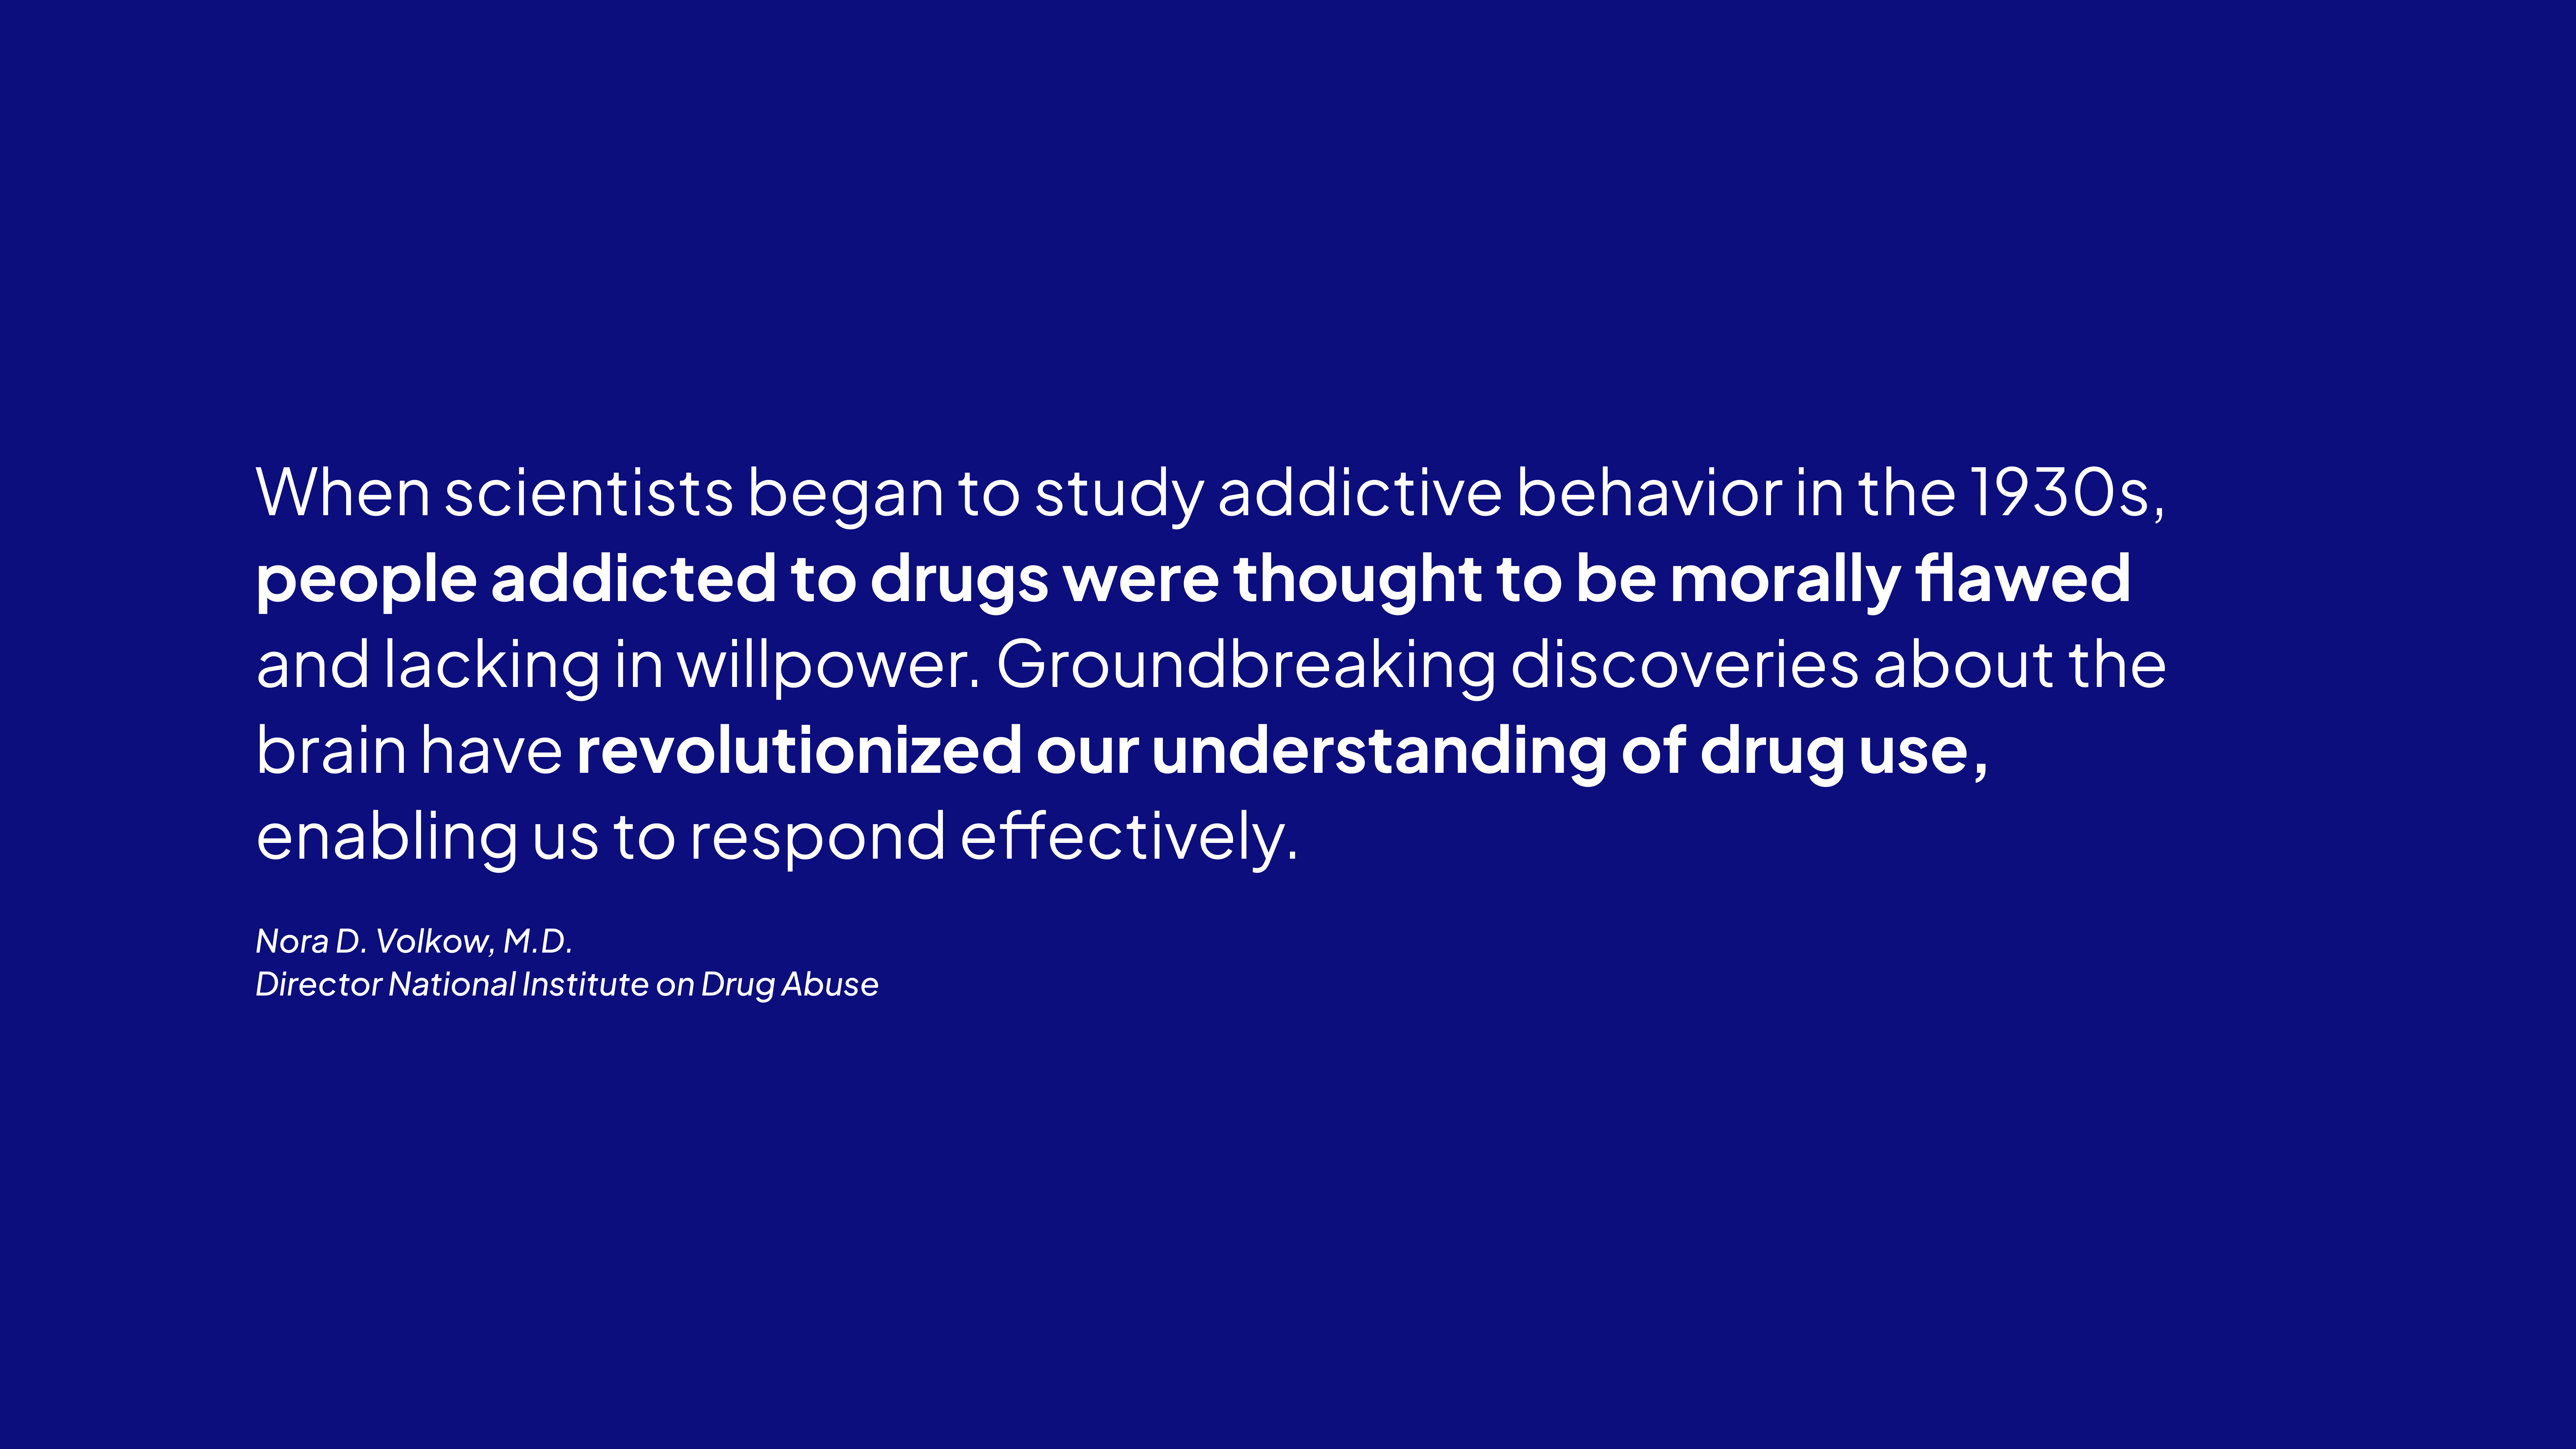 When scientists began to study addictive behavior in the 1930s,
people addicted to drugs were thought to be morally flawed
and lacking in willpower. Groundbreaking discoveries about the
brain have revolutionized our understanding of drug use,
enabling us to respond effectively.
Nora D. Volkow, M.D.
Director National Institute on Drug Abuse